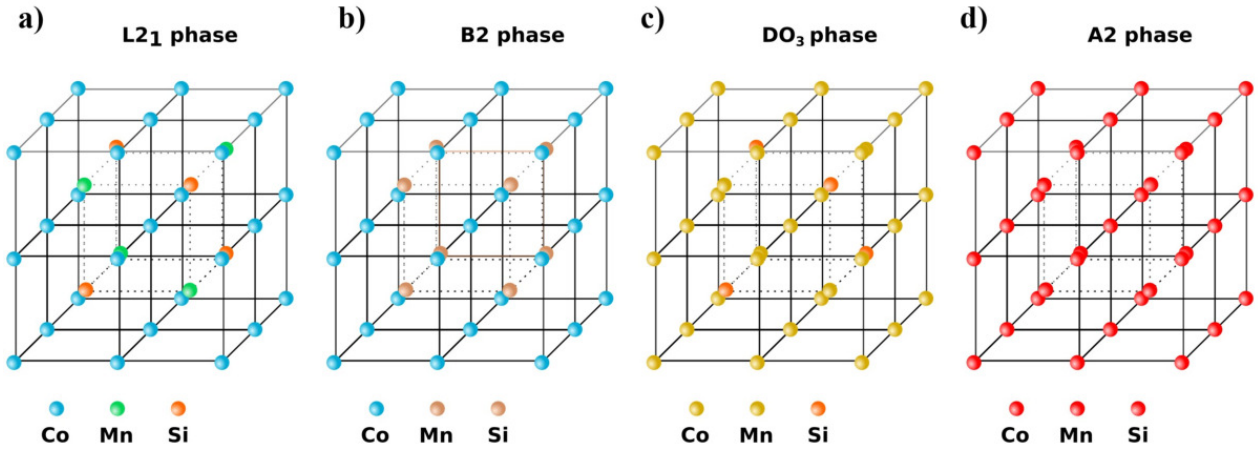 a) L2₁ phase
b) B2 phase
c) DO₃ phase
d) A2 phase
Co Mn Si
Co Mn Si
Co Mn Si
Co Mn Si